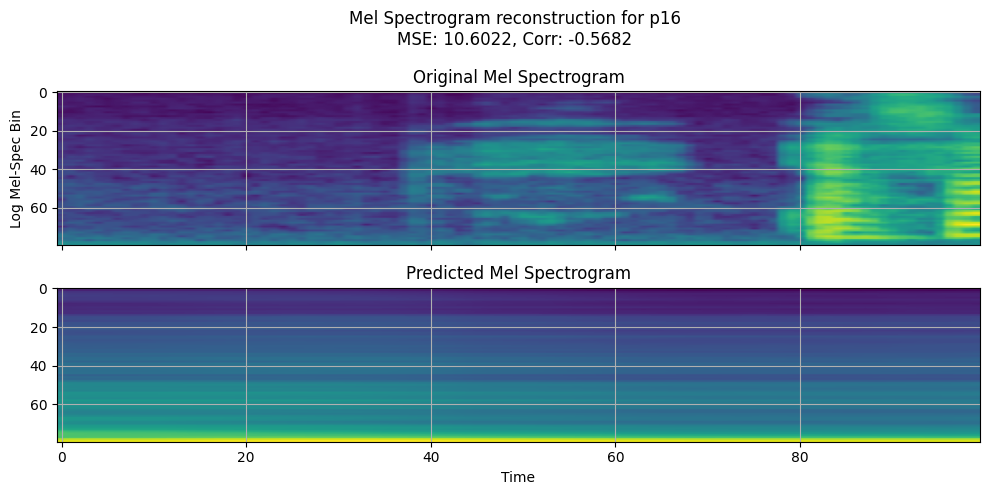 Mel Spectrogram reconstruction for p16
MSE: 10.6022, Corr: -0.5682
Original Mel Spectrogram
0
20
40
60
Log Mel-Spec Bin
Predicted Mel Spectrogram
0
20
40
60
0 20 40 60 80
Time